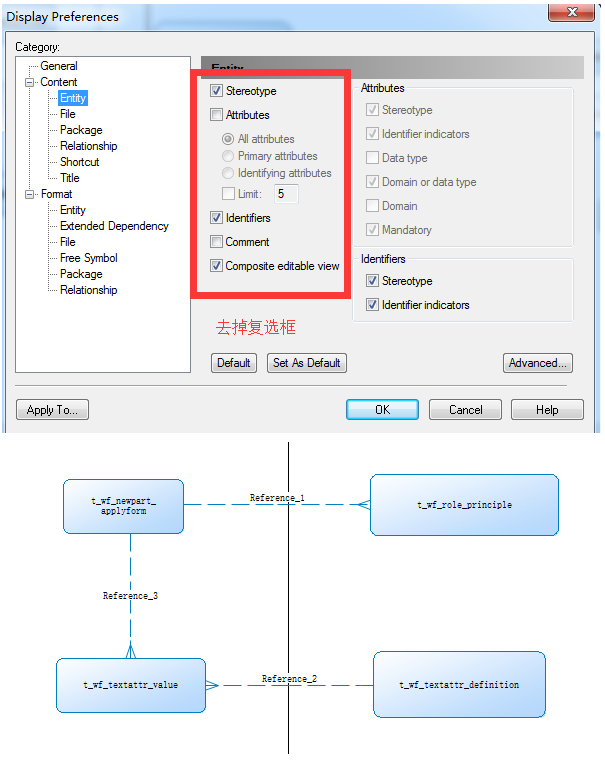 Display Preferences
Category:
General
Content
Entity
File
Package
Relationship
Shortcut
Title
Format
Entity
Extended Dependency
File
Free Symbol
Package
Relationship
Entity
Stereotype
Attributes
All attributes
Primary attributes
Identifying attributes
Limit: 5
Identifiers
Comment
Composite editable view
Attributes
Stereotype
Identifier indicators
Data type
Domain or data type
Domain
Mandatory
Identifiers
Stereotype
Identifier indicators
去掉复选框
Default
Set As Default
Advanced...
Apply To...
OK
Cancel
Help
t_wf_newpart_
applyform
Reference_1
t_wf_role_principle
Reference_3
t_wf_textattr_value
Reference_2
t_wf_textattr_definition